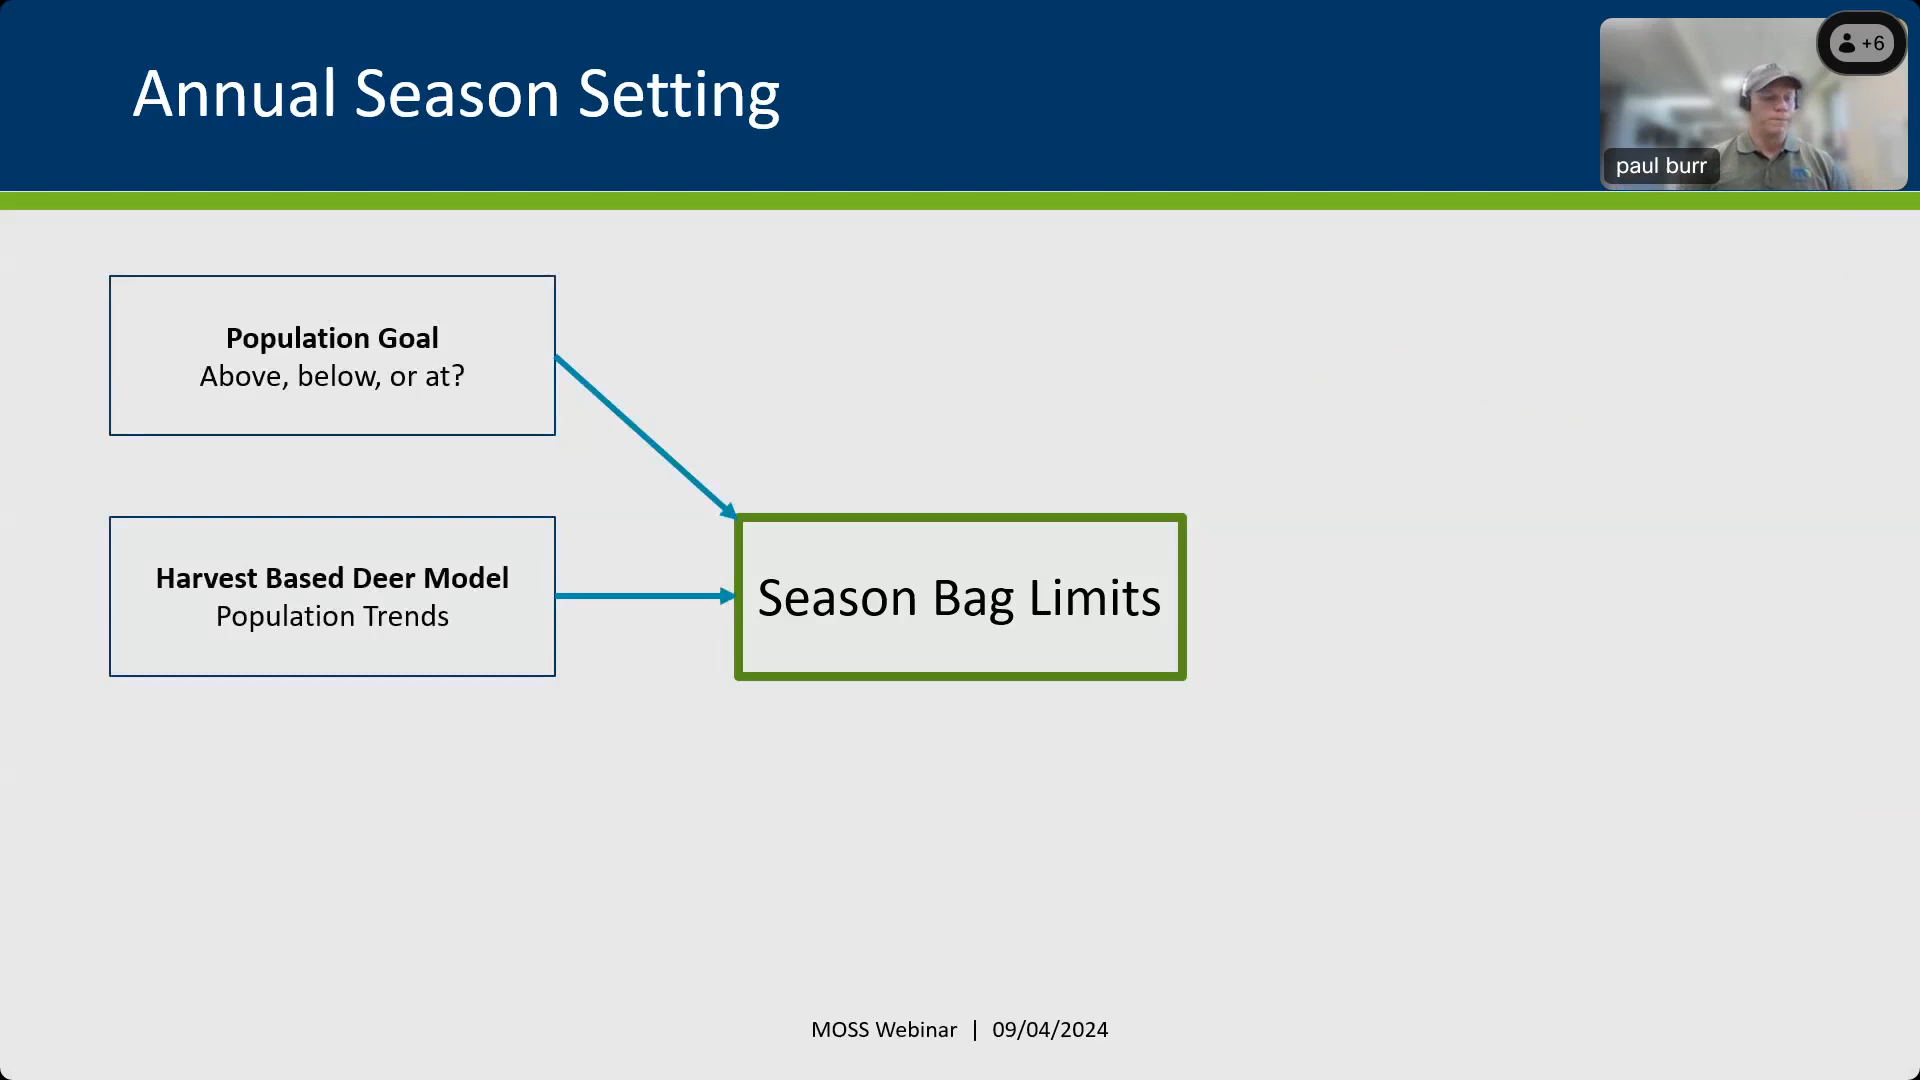 Annual Season Setting
+6
paul burr
Population Goal
Above, below, or at?
Harvest Based Deer Model
Population Trends
Season Bag Limits
MOSS Webinar | 09/04/2024